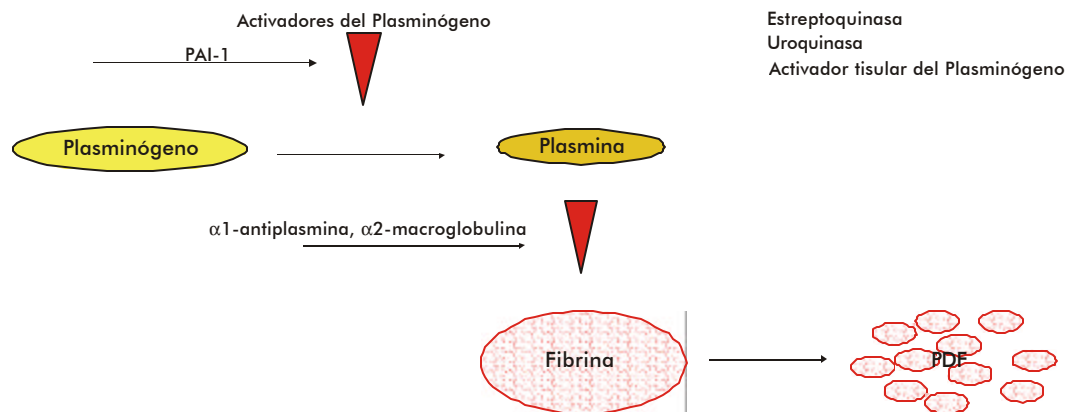 Activadores del Plasminógeno
PAI-1
Estreptoquinasa
Uroquinasa
Activador tisular del Plasminógeno
Plasminógeno
Plasmina
α1-antiplasmina, α2-macroglobulina
Fibrina
PDF